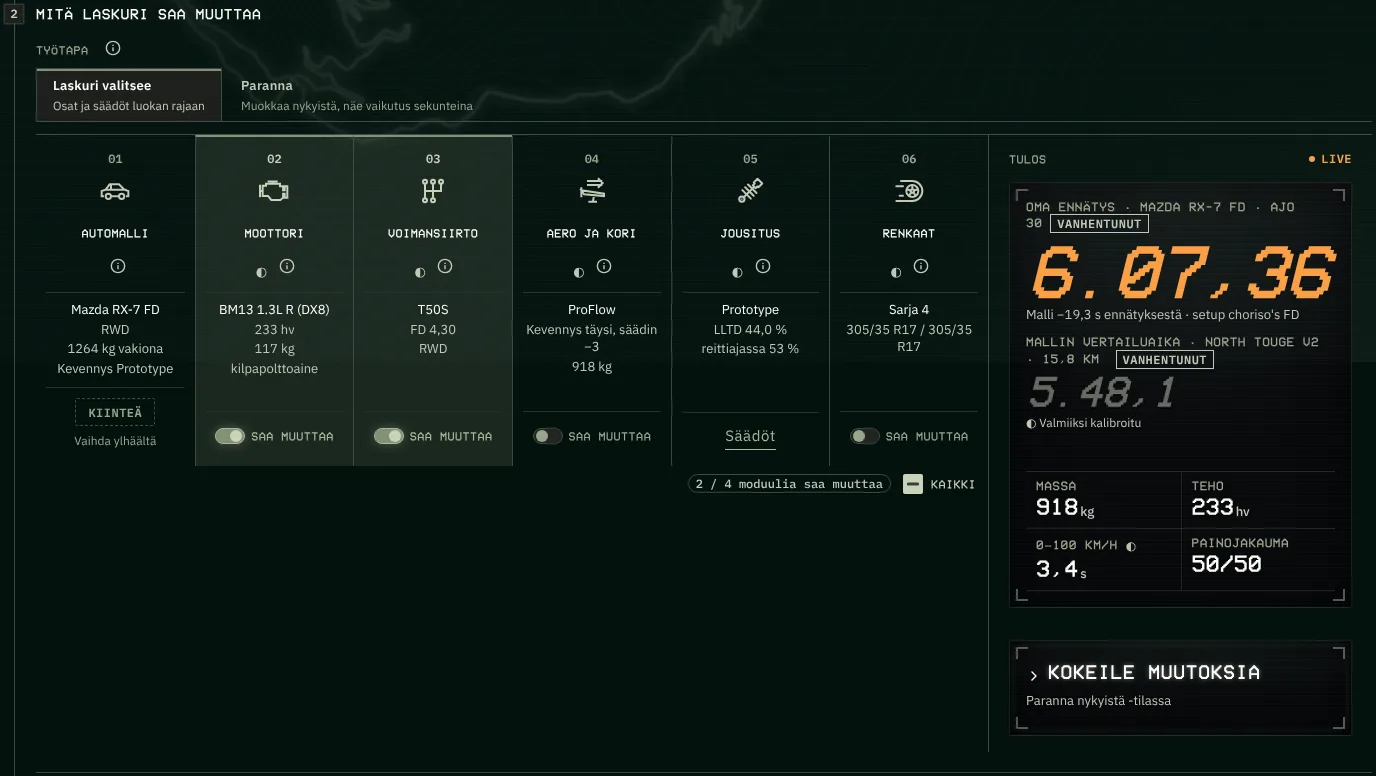 2 MITÄ LASKURI SAA MUUTTAA
TYÖTAPA
Laskuri valitsee
Osat ja säädöt luokan rajaan
Paranna
Muokkaa nykyistä, näe vaikutus sekunteina
01
AUTOMALLI
Mazda RX-7 FD
RWD
1264 kg vakiona
Kevennys Prototype
KIINTEÄ
Vaihda ylhäältä
02
MOOTTORI
BM13 1.3L R (DX8)
233 hv
117 kg
kilpapolttoaine
SAA MUUTTAA
03
VOIMANSIIRTO
T50S
FD 4,30
RWD
SAA MUUTTAA
04
AERO JA KORI
ProFlow
Kevennys täysi, säädin
−3
918 kg
SAA MUUTTAA
05
JOUSITUS
Prototype
LLTD 44,0 %
reittiajassa 53 %
Säädöt
06
RENKAAT
Sarja 4
305/35 R17 / 305/35
R17
SAA MUUTTAA
2 / 4 moduulia saa muuttaa
KAIKKI
TULOS
LIVE
OMA ENNÄTYS · MAZDA RX-7 FD · AJO
30 VANHENTUNUT
6.07,36
Malli −19,3 s ennätyksestä · setup choriso's FD
MALLIN VERTAILUAIKA · NORTH TOUGE V2
· 15,8 KM VANHENTUNUT
5.48,1
Valmiiksi kalibroitu
MASSA
918 kg
TEHO
233 hv
0–100 KM/H
3,4 s
PAINOJAKAUMA
50/50
› KOKEILE MUUTOKSIA
Paranna nykyistä -tilassa